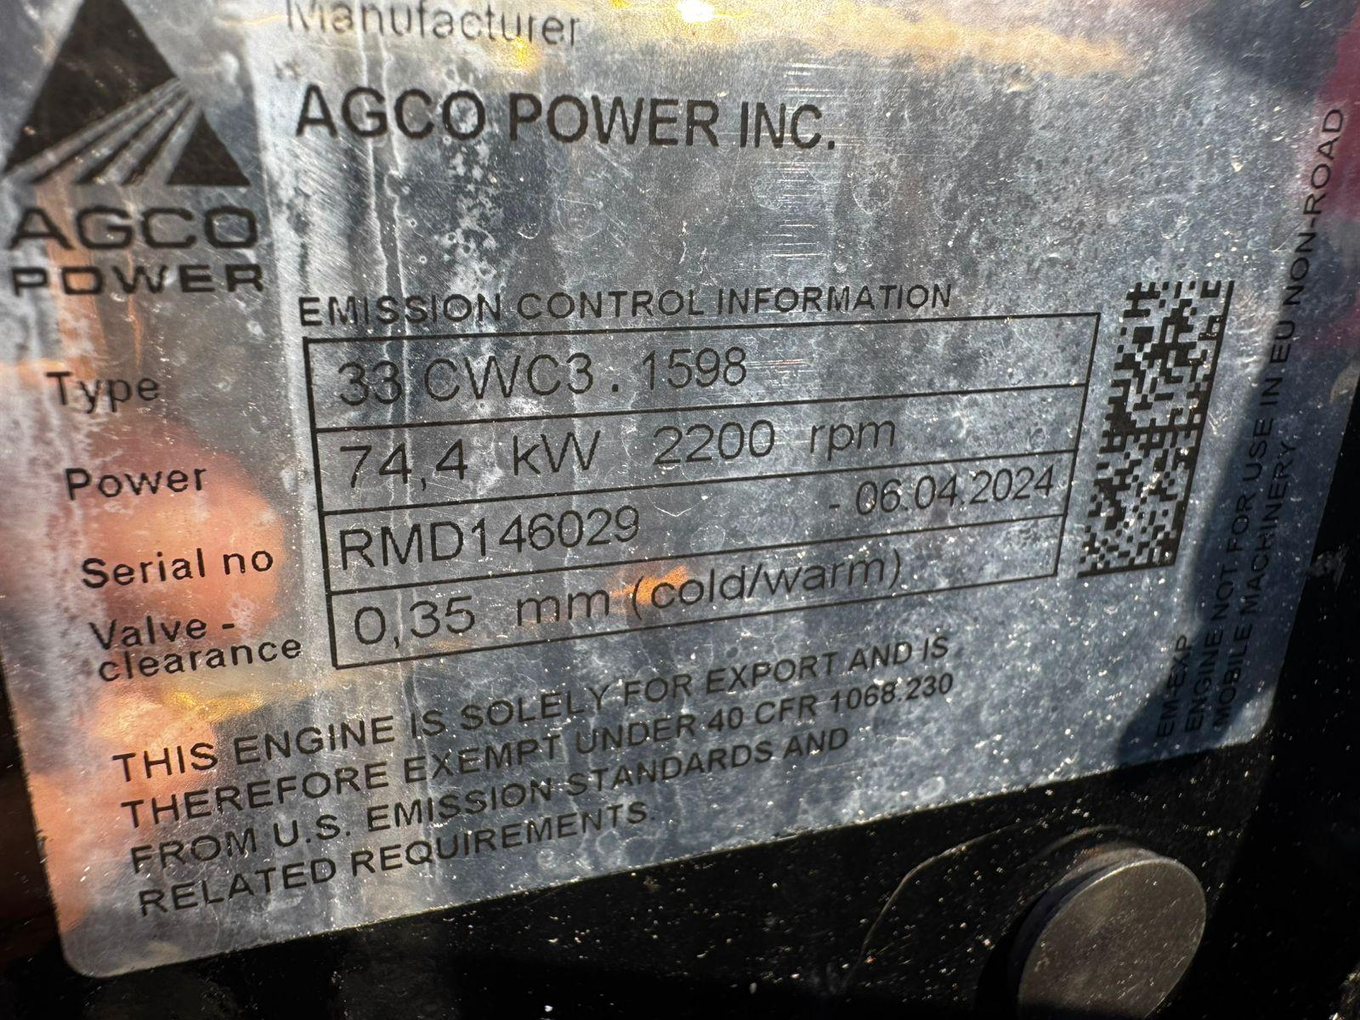 Manufacturer
AGCO POWER INC.
AGCO
POWER
EMISSION CONTROL INFORMATION
Type 33 CWC3 . 1598
Power 74,4 kW 2200 rpm
Serial no RMD146029 - 06.04.2024
Valve -
clearance 0,35 mm (cold/warm)
THIS ENGINE IS SOLELY FOR EXPORT AND IS
THEREFORE EXEMPT UNDER 40 CFR 1068.230
FROM U.S. EMISSION STANDARDS AND
RELATED REQUIREMENTS.
EM-EXP
ENGINE NOT FOR USE IN EU NON-ROAD
MOBILE MACHINERY